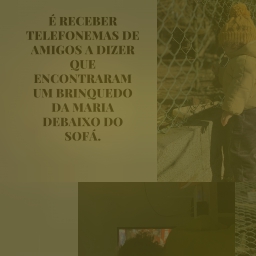 É RECEBER
TELEFONEMAS DE
AMIGOS A DIZER
QUE
ENCONTRARAM
UM BRINQUEDO
DA MARIA
DEBAIXO DO
SOFÁ.